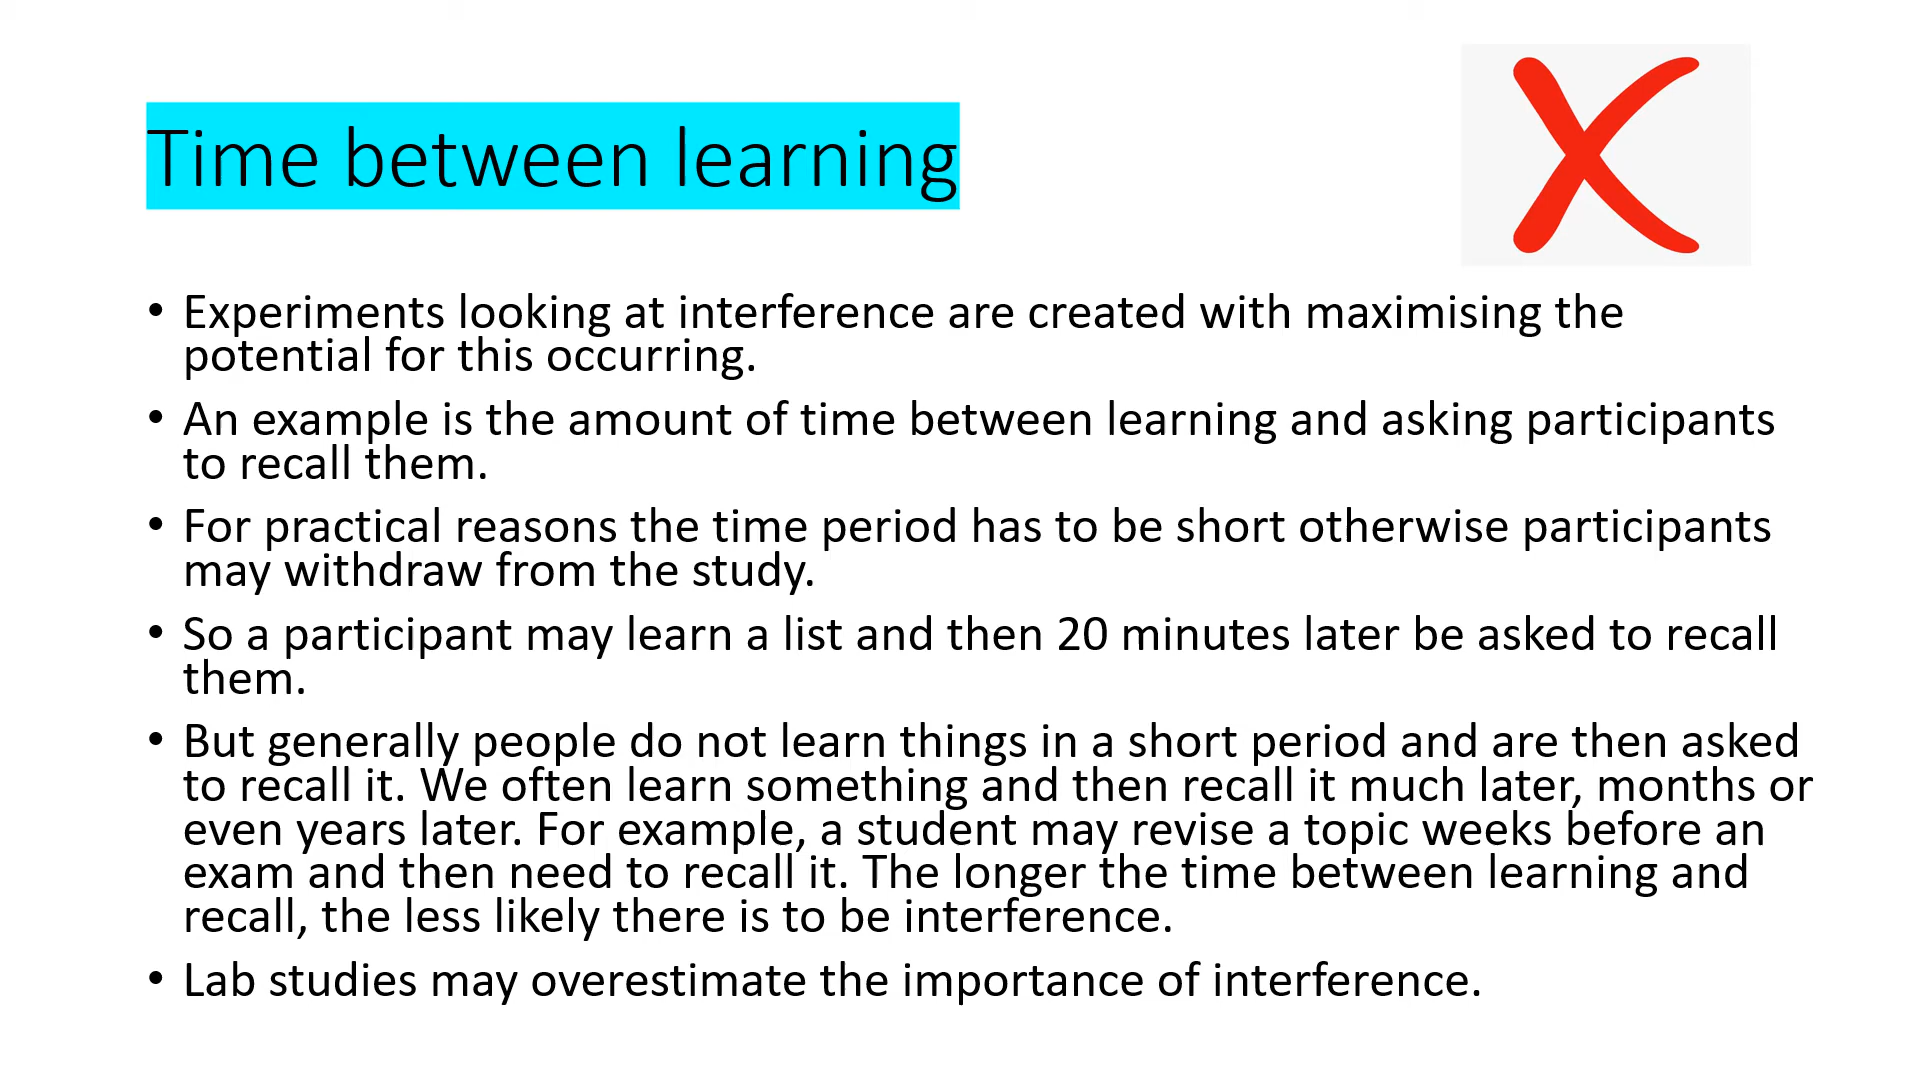 Time between learning
• Experiments looking at interference are created with maximising the
potential for this occurring.
• An example is the amount of time between learning and asking participants
to recall them.
• For practical reasons the time period has to be short otherwise participants
may withdraw from the study.
• So a participant may learn a list and then 20 minutes later be asked to recall
them.
• But generally people do not learn things in a short period and are then asked
to recall it. We often learn something and then recall it much later, months or
even years later. For example, a student may revise a topic weeks before an
exam and then need to recall it. The longer the time between learning and
recall, the less likely there is to be interference.
• Lab studies may overestimate the importance of interference.